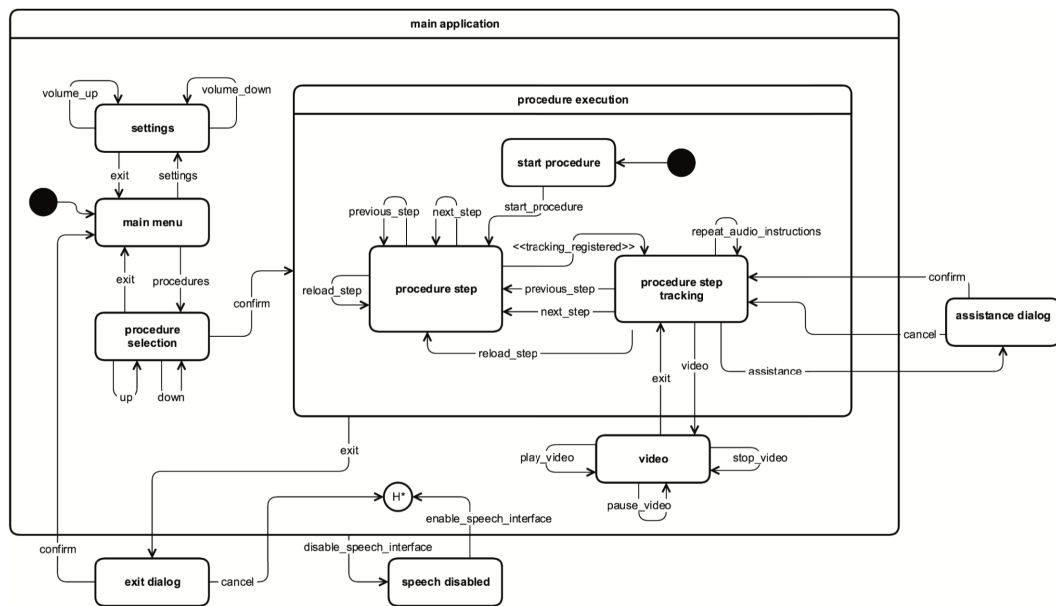 main application
volume_up
volume_down
settings
exit
settings
main menu
exit
procedures
procedure
selection
up
down
confirm
procedure execution
start procedure
start_procedure
previous_step
next_step
<<tracking_registered>>
repeat_audio_instructions
reload_step
procedure step
previous_step
next_step
procedure step
tracking
reload_step
exit
video
assistance
confirm
cancel
assistance dialog
exit
play_video
video
stop_video
pause_video
H*
enable_speech_interface
disable_speech_interface
confirm
exit dialog
cancel
speech disabled